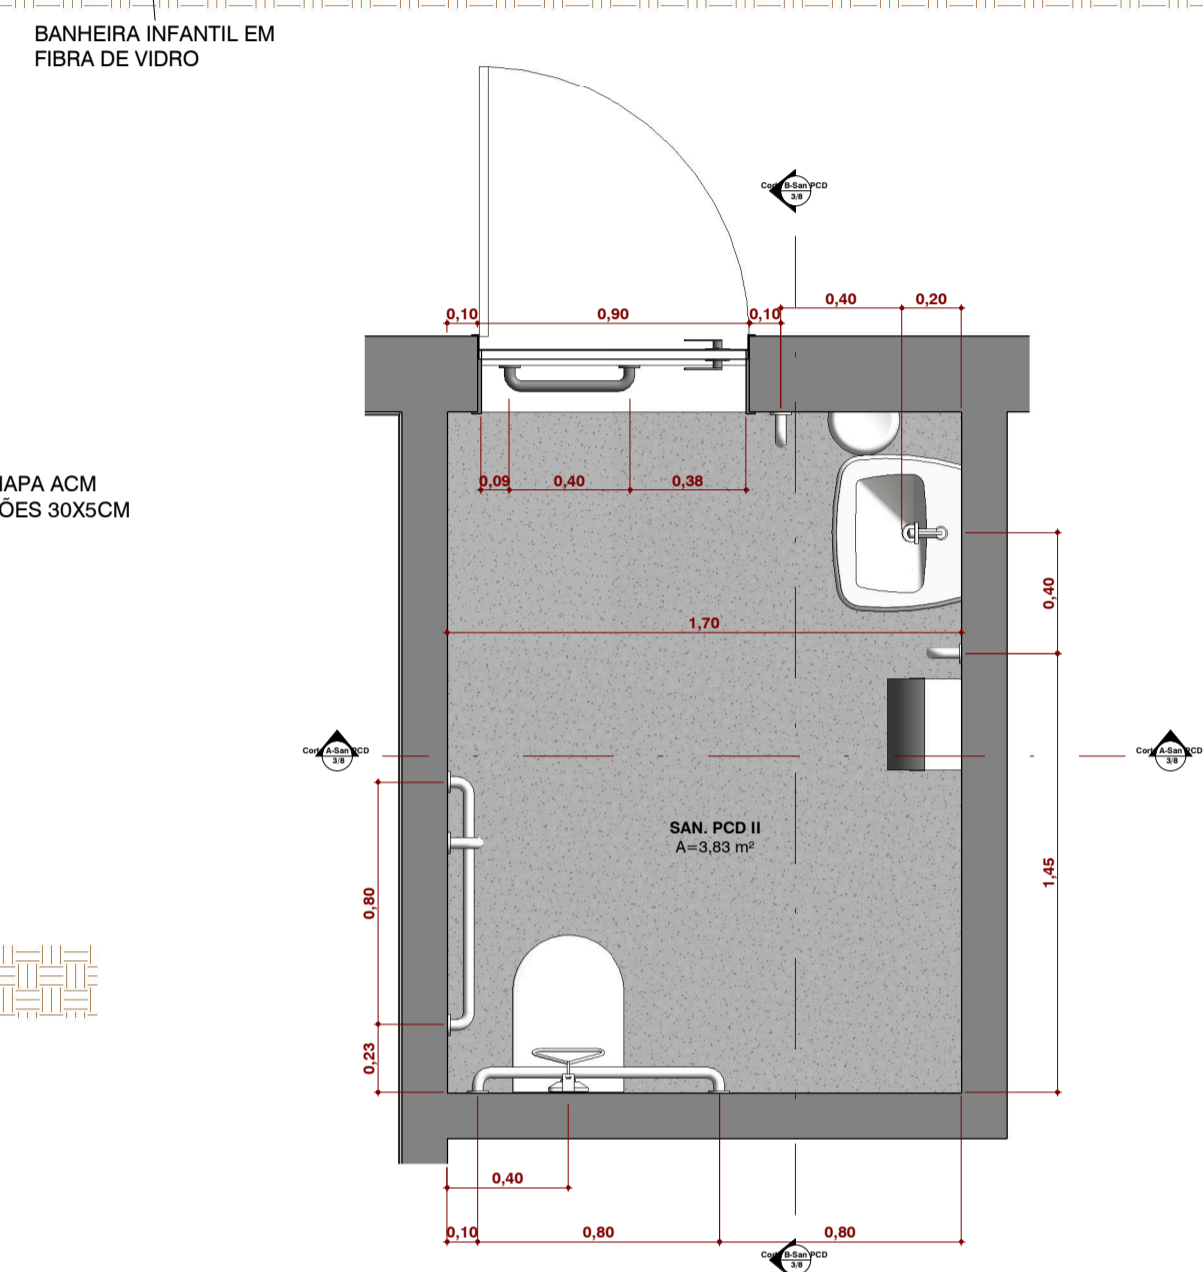 BANHEIRA INFANTIL EM
FIBRA DE VIDRO
B-San PCD
3/8
0,40
0,20
0,10
0,90
0,10
ÕES 30X5CM
APA ACM
0,09
0,40
0,38
0,40
1,70
A-San PCD
3/8
A-San PCD
3/8
SAN. PCD II
A=3,83 m²
1,45
0,80
0,23
0,40
0,10
0,80
0,80
B-San PCD
3/8